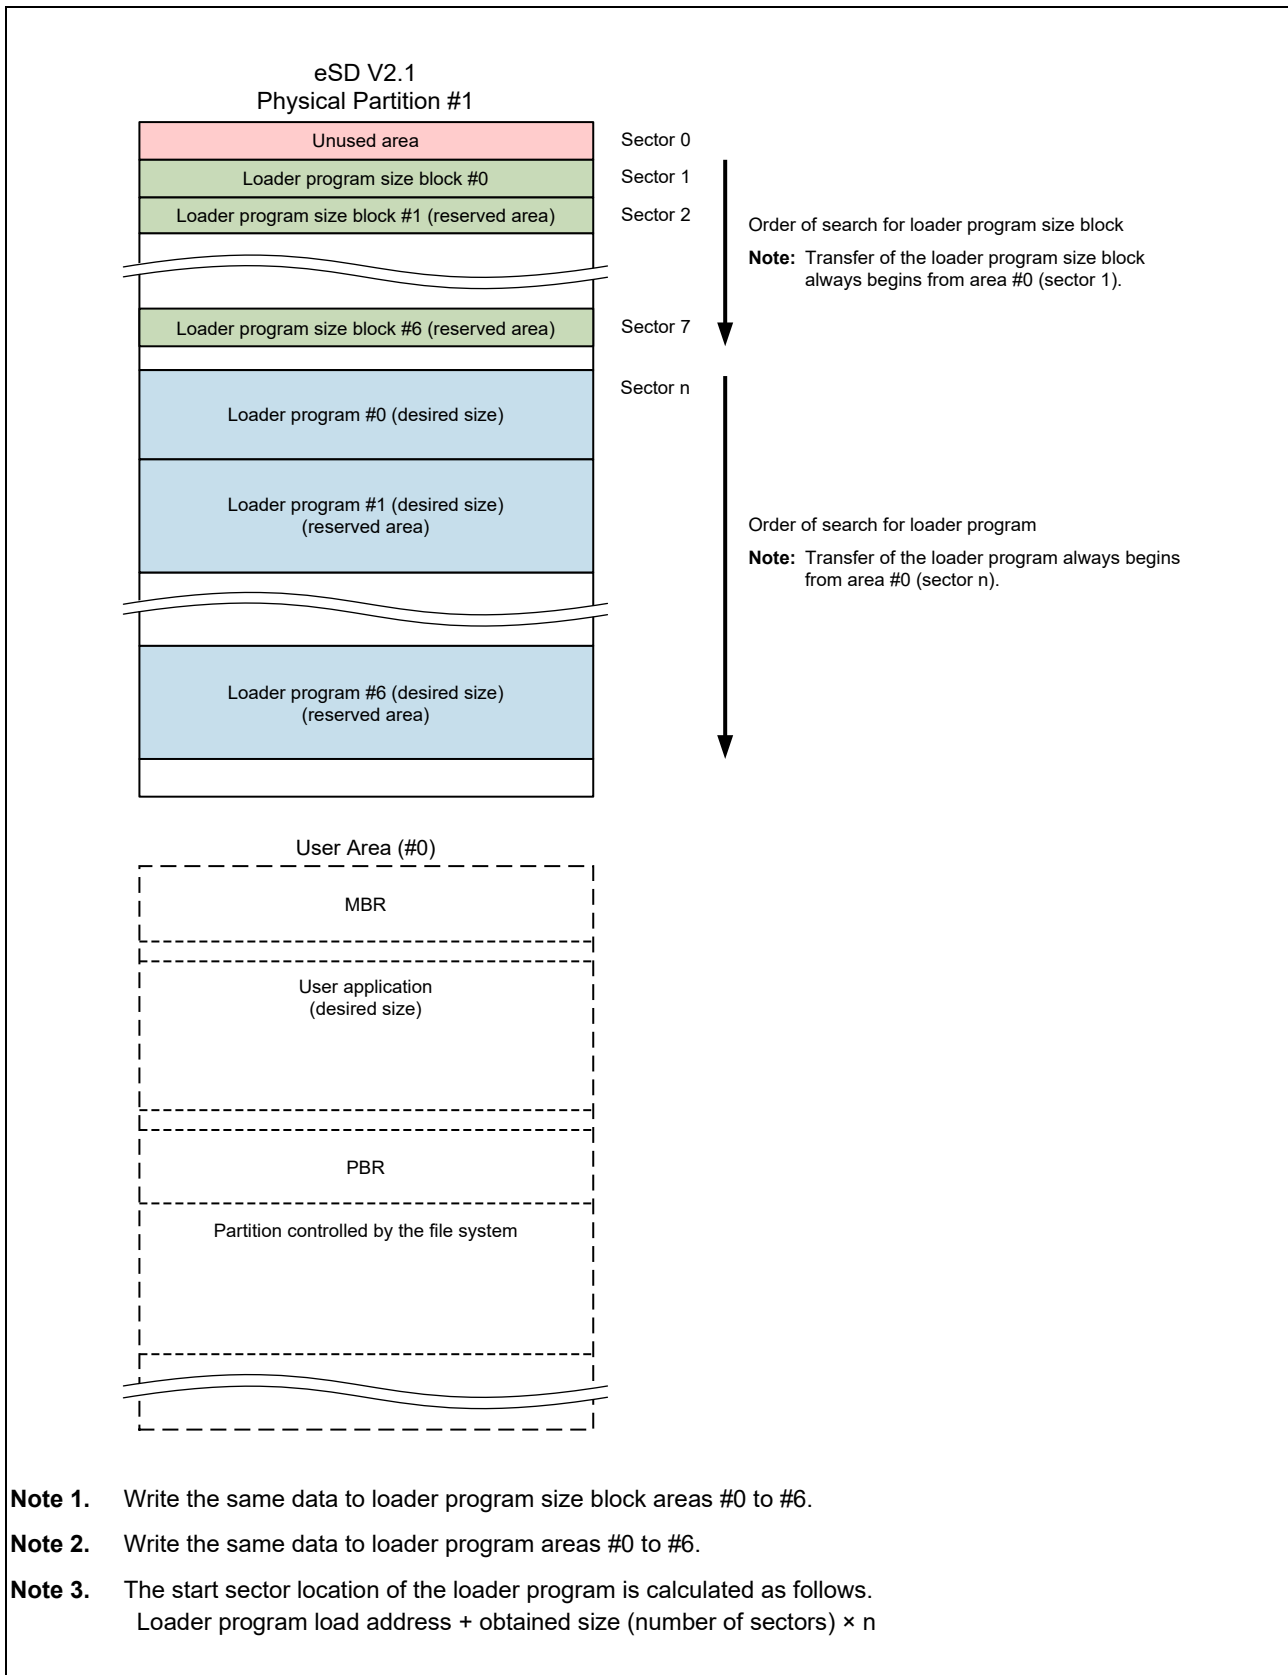 eSD V2.1
Physical Partition #1
Unused area
Sector 0
Loader program size block #0
Sector 1
Loader program size block #1 (reserved area)
Sector 2
Order of search for loader program size block
Note: Transfer of the loader program size block
always begins from area #0 (sector 1).
Loader program size block #6 (reserved area)
Sector 7
Sector n
Loader program #0 (desired size)
Loader program #1 (desired size)
(reserved area)
Order of search for loader program
Note: Transfer of the loader program always begins
from area #0 (sector n).
Loader program #6 (desired size)
(reserved area)
User Area (#0)
MBR
User application
(desired size)
PBR
Partition controlled by the file system
Note 1. Write the same data to loader program size block areas #0 to #6.
Note 2. Write the same data to loader program areas #0 to #6.
Note 3. The start sector location of the loader program is calculated as follows.
Loader program load address + obtained size (number of sectors) × n